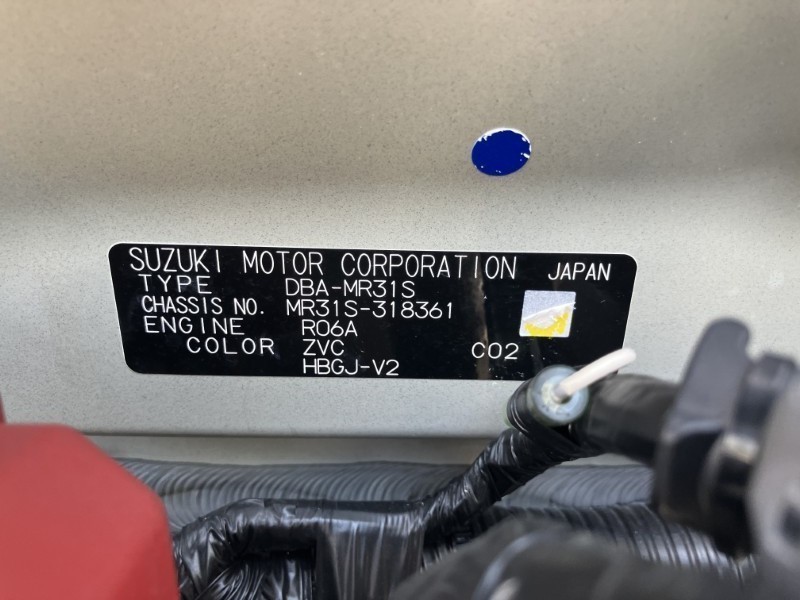 SUZUKI MOTOR CORPORATION JAPAN
TYPE DBA-MR31S
CHASSIS NO. MR31S-318361
ENGINE R06A
COLOR ZVC C02
HBGJ-V2